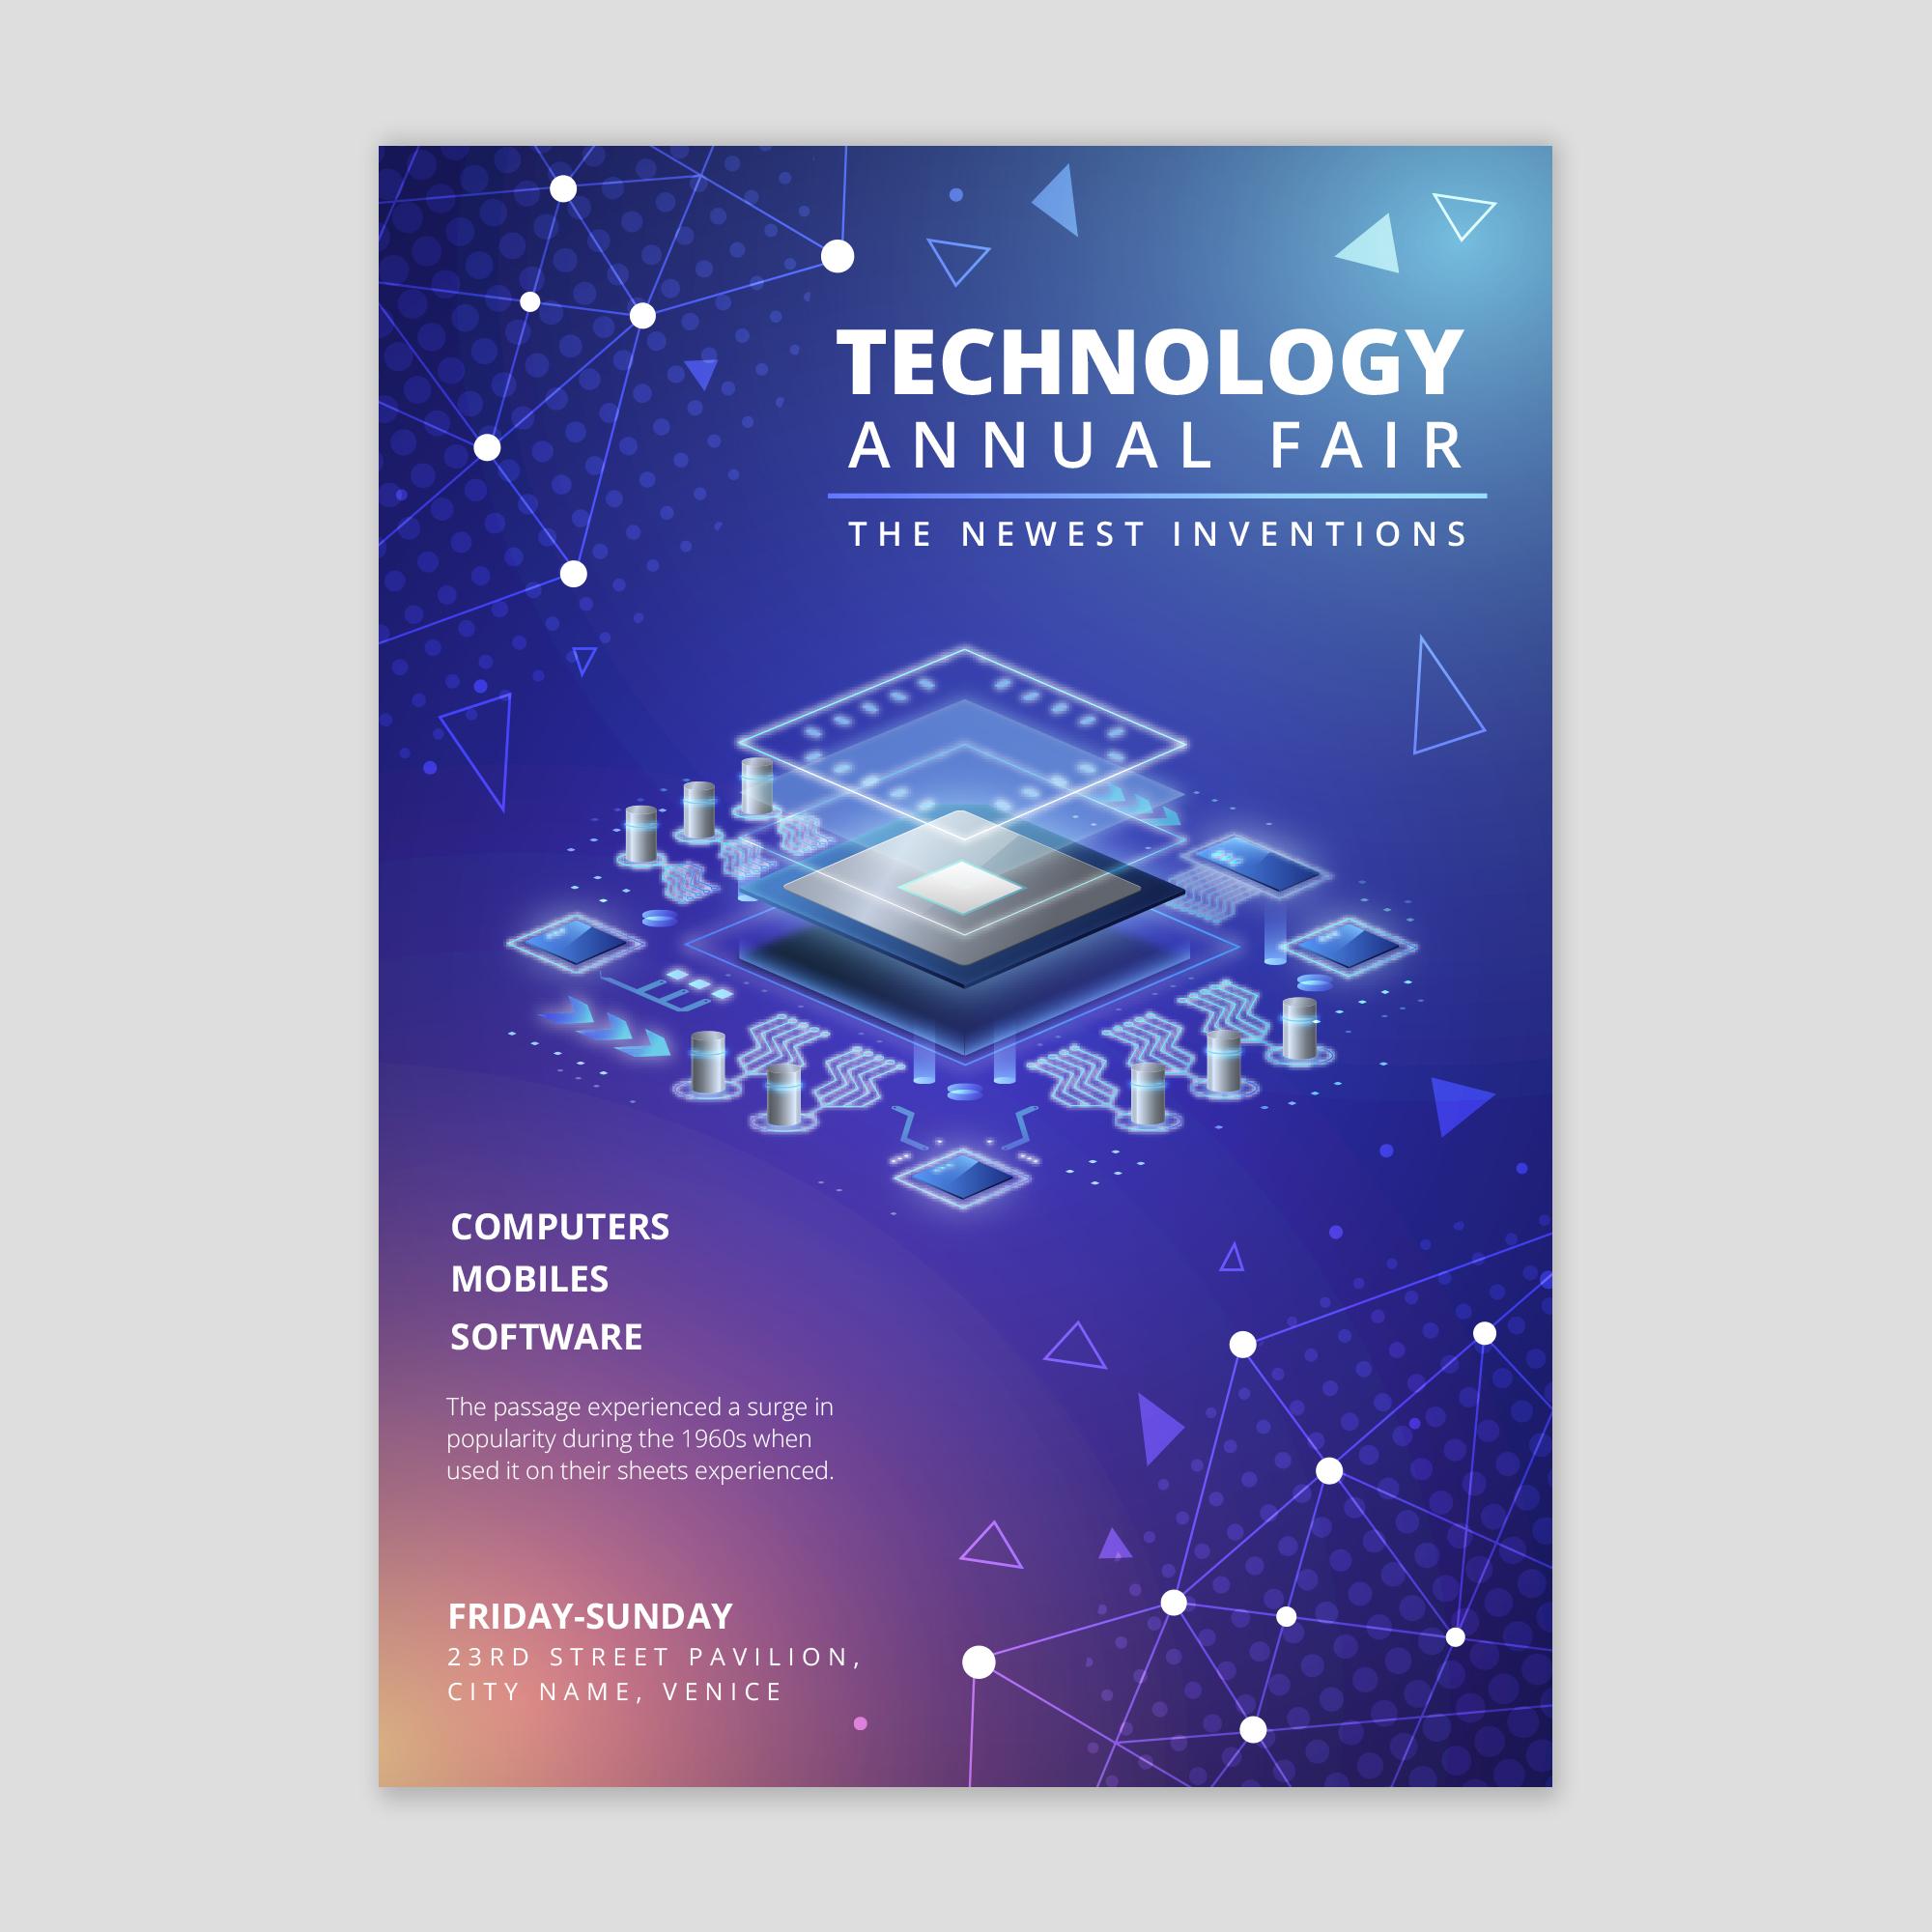 TECHNOLOGY
ANNUAL FAIR
THE NEWEST INVENTIONS
COMPUTERS
MOBILES
SOFTWARE
The passage experienced a surge in
popularity during the 1960s when
used it on their sheets experienced.
FRIDAY-SUNDAY
23RD STREET PAVILION,
CITY NAME, VENICE